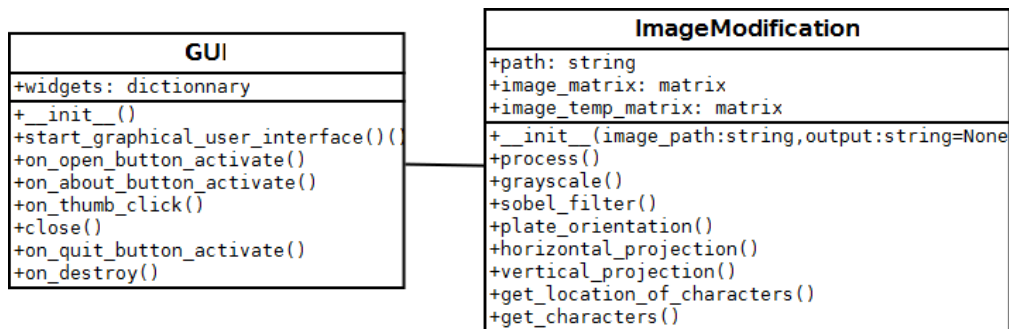 GUI
+widgets: dictionnary
+__init__()
+start_graphical_user_interface()()
+on_open_button_activate()
+on_about_button_activate()
+on_thumb_click()
+close()
+on_quit_button_activate()
+on_destroy()
ImageModification
+path: string
+image_matrix: matrix
+image_temp_matrix: matrix
+__init__(image_path:string,output:string=None
+process()
+grayscale()
+sobel_filter()
+plate_orientation()
+horizontal_projection()
+vertical_projection()
+get_location_of_characters()
+get_characters()